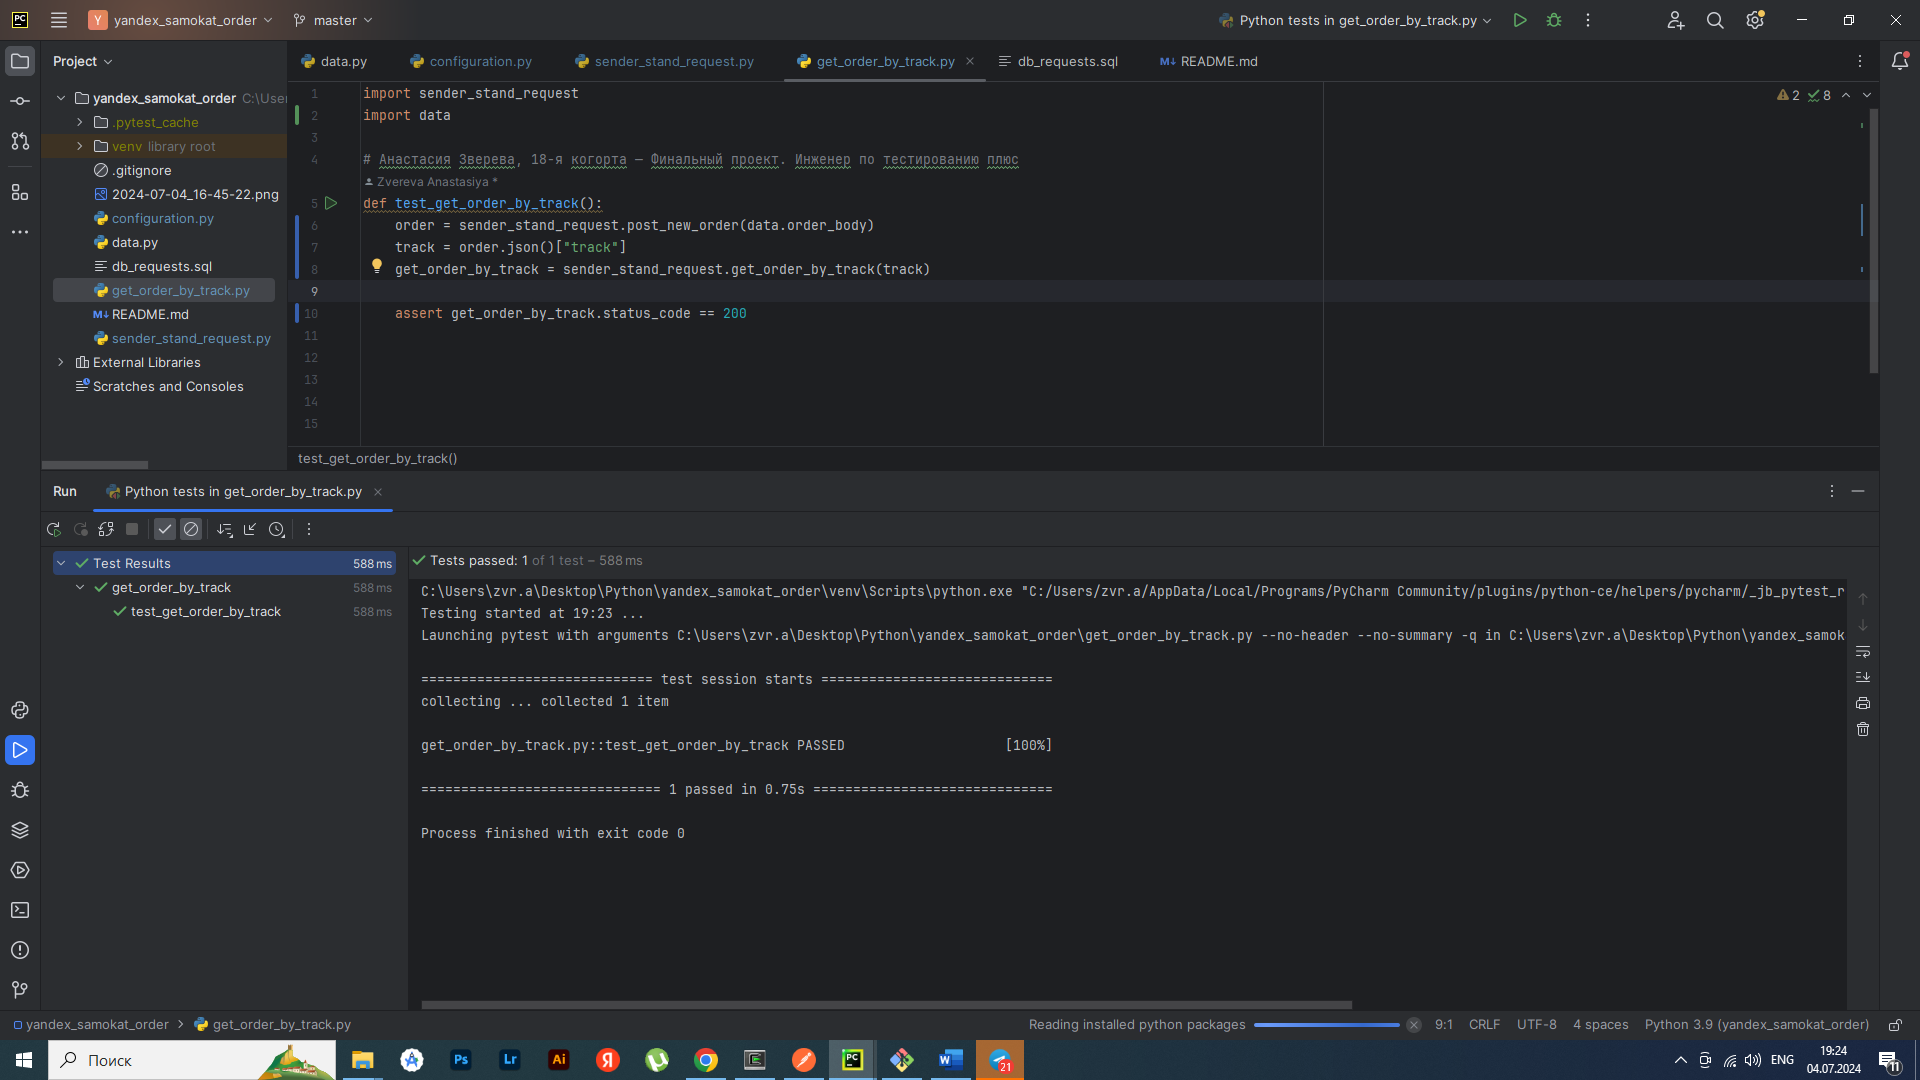 PC
Y yandex_samokat_order master Python tests in get_order_by_track.py
Project
data.py configuration.py sender_stand_request.py get_order_by_track.py db_requests.sql M↓ README.md
yandex_samokat_order C:\User
.pytest_cache
venv library root
.gitignore
2024-07-04_16-45-22.png
configuration.py
data.py
db_requests.sql
get_order_by_track.py
M↓ README.md
sender_stand_request.py
External Libraries
Scratches and Consoles
2 8
1 import sender_stand_request
2 import data
3
4 # Анастасия Зверева, 18-я когорта — Финальный проект. Инженер по тестированию плюс
Zvereva Anastasiya *
5 def test_get_order_by_track():
6 order = sender_stand_request.post_new_order(data.order_body)
7 track = order.json()["track"]
8 get_order_by_track = sender_stand_request.get_order_by_track(track)
9
10 assert get_order_by_track.status_code == 200
11
12
13
14
15
test_get_order_by_track()
Run Python tests in get_order_by_track.py
Test Results 588 ms
get_order_by_track 588 ms
test_get_order_by_track 588 ms
Tests passed: 1 of 1 test – 588 ms
C:\Users\zvr.a\Desktop\Python\yandex_samokat_order\venv\Scripts\python.exe "C:/Users/zvr.a/AppData/Local/Programs/PyCharm Community/plugins/python-ce/helpers/pycharm/_jb_pytest_r
Testing started at 19:23 ...
Launching pytest with arguments C:\Users\zvr.a\Desktop\Python\yandex_samokat_order\get_order_by_track.py --no-header --no-summary -q in C:\Users\zvr.a\Desktop\Python\yandex_samok
============================= test session starts =============================
collecting ... collected 1 item
get_order_by_track.py::test_get_order_by_track PASSED [100%]
============================== 1 passed in 0.75s ==============================
Process finished with exit code 0
yandex_samokat_order > get_order_by_track.py
Reading installed python packages 9:1 CRLF UTF-8 4 spaces Python 3.9 (yandex_samokat_order)
Поиск
Ps Lr Ai Я PC W 21
ENG 19:24
04.07.2024
11